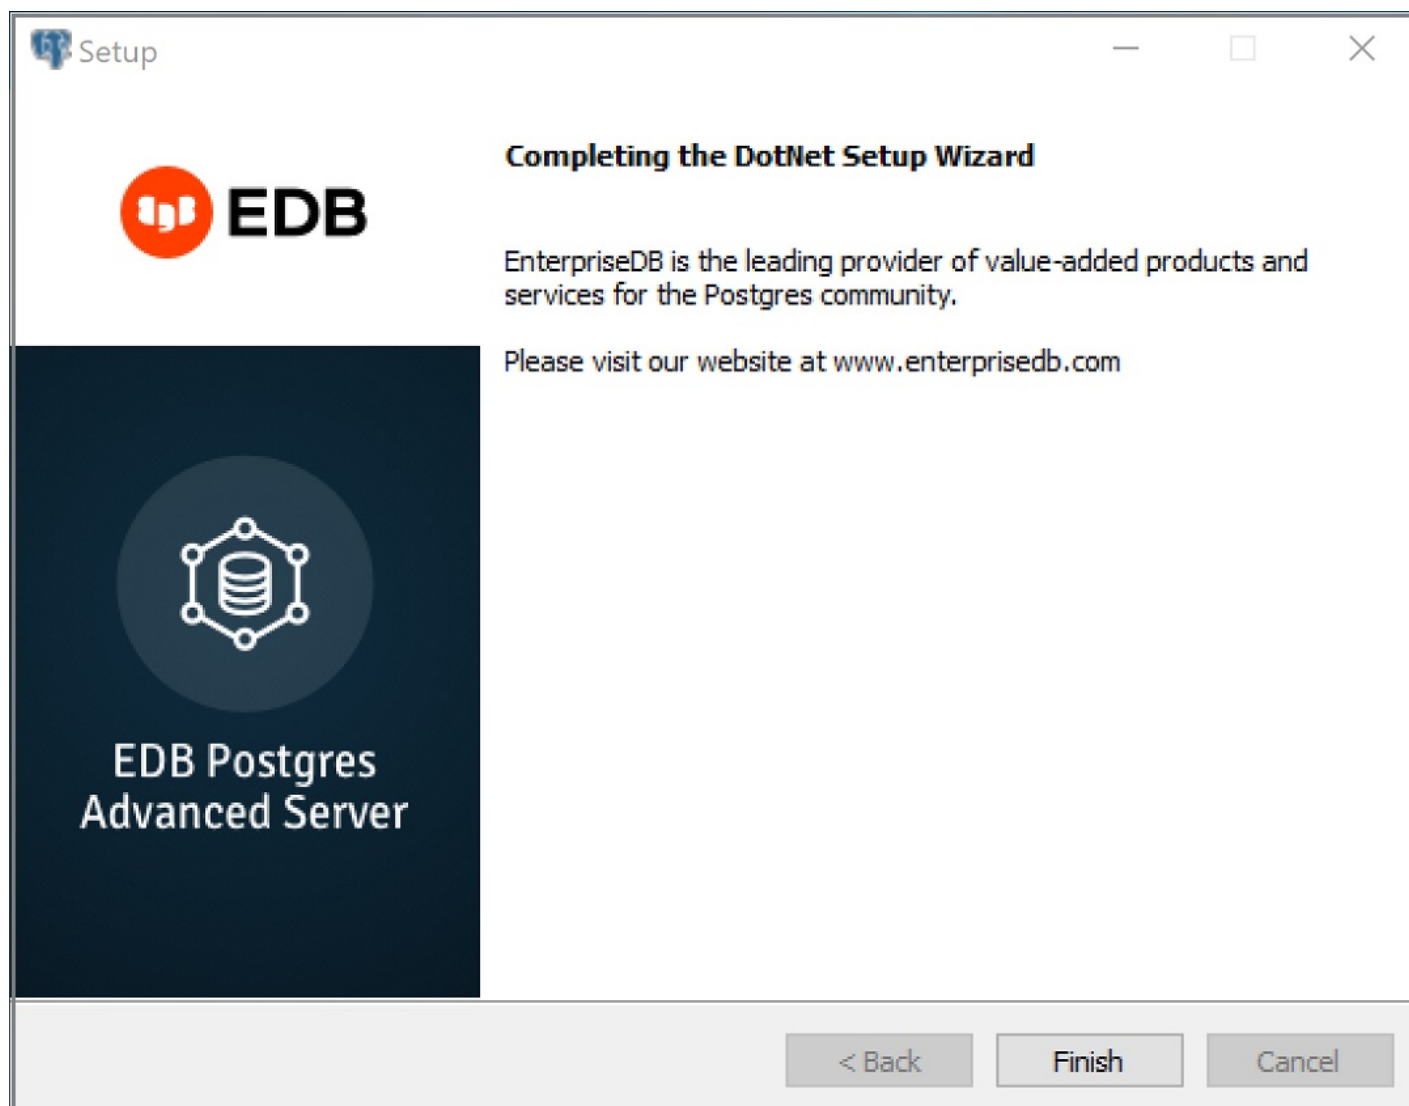 Setup
EDB
Completing the DotNet Setup Wizard
EnterpriseDB is the leading provider of value-added products and
services for the Postgres community.
Please visit our website at www.enterprisedb.com
EDB Postgres
Advanced Server
< Back
Finish
Cancel